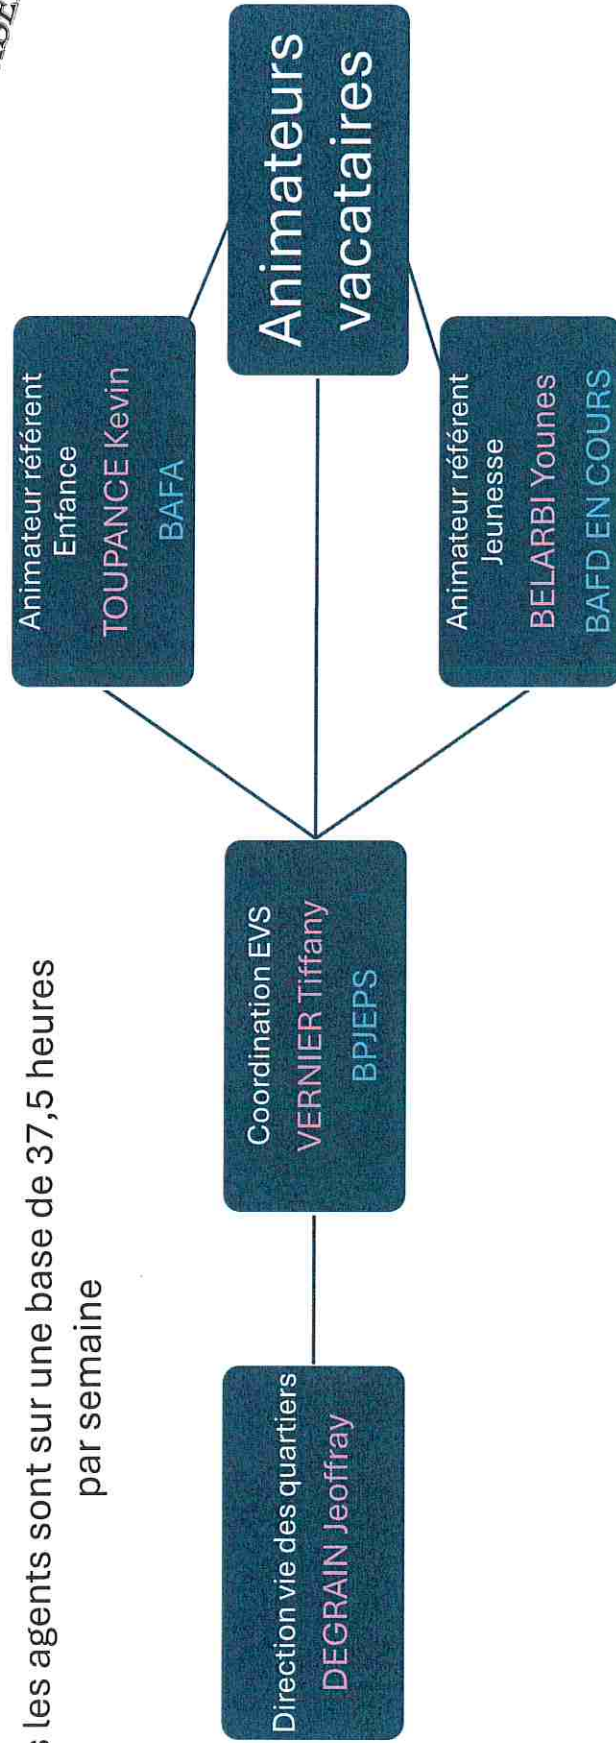 les agents sont sur une base de 37,5 heures
par semaine
Direction vie des quartiers
DEGRAIN Jeoffray
Coordination EVS
VERNIER Tiffany
BPJEPS
Animateur référent
Enfance
TOUPANCE Kevin
BAFA
Animateurs
vacataires
Animateur référent
Jeunesse
BELARBI Younes
BAFD EN COURS